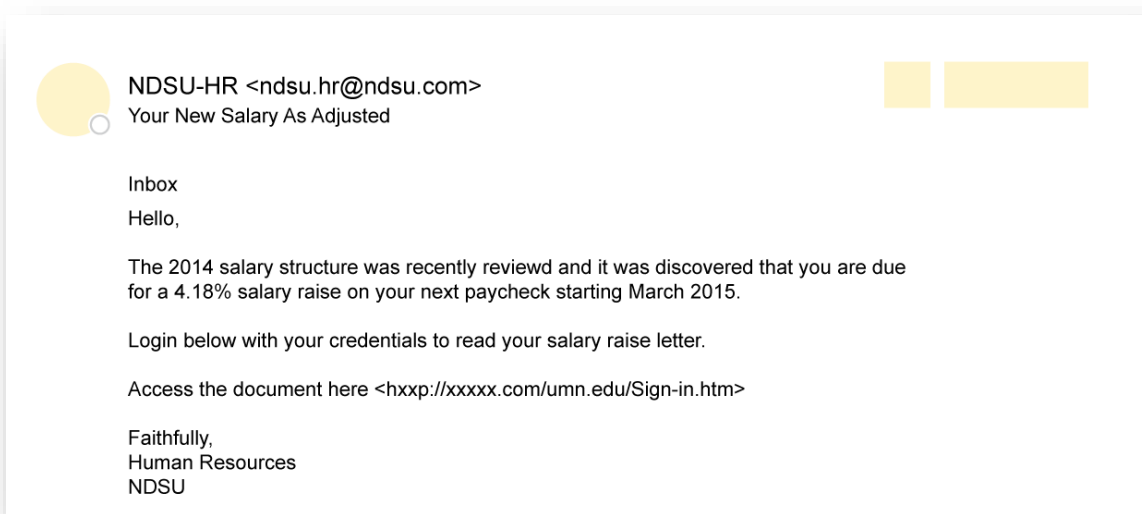 NDSU-HR <ndsu.hr@ndsu.com>
Your New Salary As Adjusted
Inbox
Hello,
The 2014 salary structure was recently reviewd and it was discovered that you are due
for a 4.18% salary raise on your next paycheck starting March 2015.
Login below with your credentials to read your salary raise letter.
Access the document here <hxxp://xxxxx.com/umn.edu/Sign-in.htm>
Faithfully,
Human Resources
NDSU